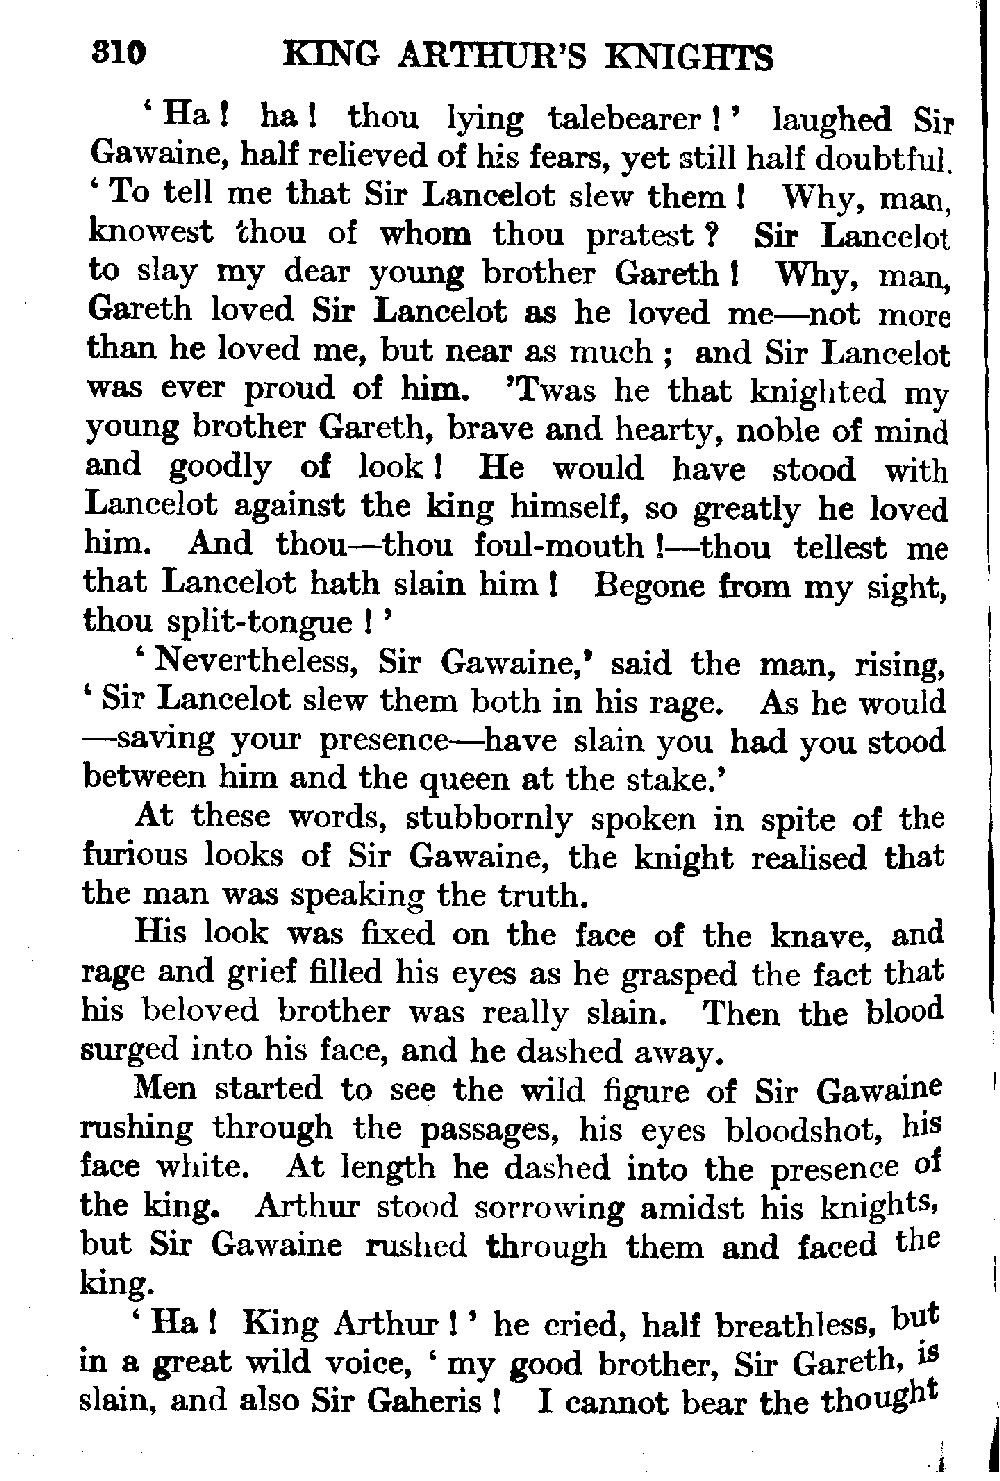 310 KING ARTHUR'S KNIGHTS
‘ Ha ! ha ! thou lying talebearer ! ’ laughed Sir
Gawaine, half relieved of his fears, yet still half doubtful.
‘ To tell me that Sir Lancelot slew them ! Why, man,
knowest thou of whom thou pratest ? Sir Lancelot
to slay my dear young brother Gareth ! Why, man,
Gareth loved Sir Lancelot as he loved me—not more
than he loved me, but near as much ; and Sir Lancelot
was ever proud of him. ’Twas he that knighted my
young brother Gareth, brave and hearty, noble of mind
and goodly of look ! He would have stood with
Lancelot against the king himself, so greatly he loved
him. And thou—thou foul-mouth !—thou tellest me
that Lancelot hath slain him ! Begone from my sight,
thou split-tongue ! ’
‘ Nevertheless, Sir Gawaine,’ said the man, rising,
‘ Sir Lancelot slew them both in his rage. As he would
—saving your presence—have slain you had you stood
between him and the queen at the stake.’
At these words, stubbornly spoken in spite of the
furious looks of Sir Gawaine, the knight realised that
the man was speaking the truth.
His look was fixed on the face of the knave, and
rage and grief filled his eyes as he grasped the fact that
his beloved brother was really slain. Then the blood
surged into his face, and he dashed away.
Men started to see the wild figure of Sir Gawaine
rushing through the passages, his eyes bloodshot, his
face white. At length he dashed into the presence of
the king. Arthur stood sorrowing amidst his knights,
but Sir Gawaine rushed through them and faced the
king.
‘ Ha ! King Arthur ! ’ he cried, half breathless, but
in a great wild voice, ‘ my good brother, Sir Gareth, is
slain, and also Sir Gaheris ! I cannot bear the thought